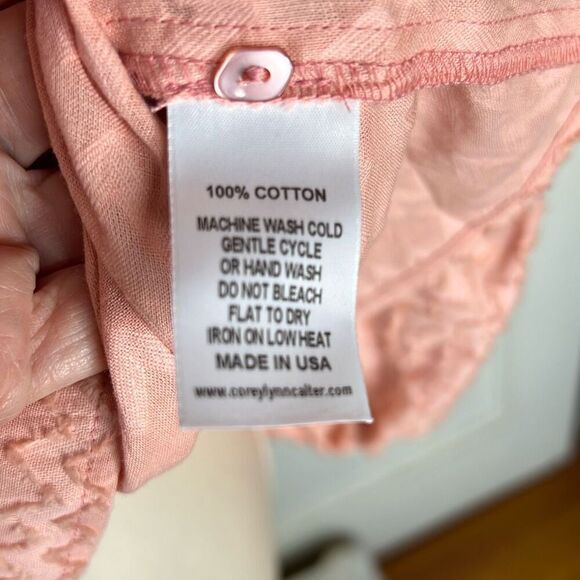 100% COTTON
MACHINE WASH COLD
GENTLE CYCLE
OR HAND WASH
DO NOT BLEACH
FLAT TO DRY
IRON ON LOW HEAT
MADE IN USA
www.coreylynncalter.com